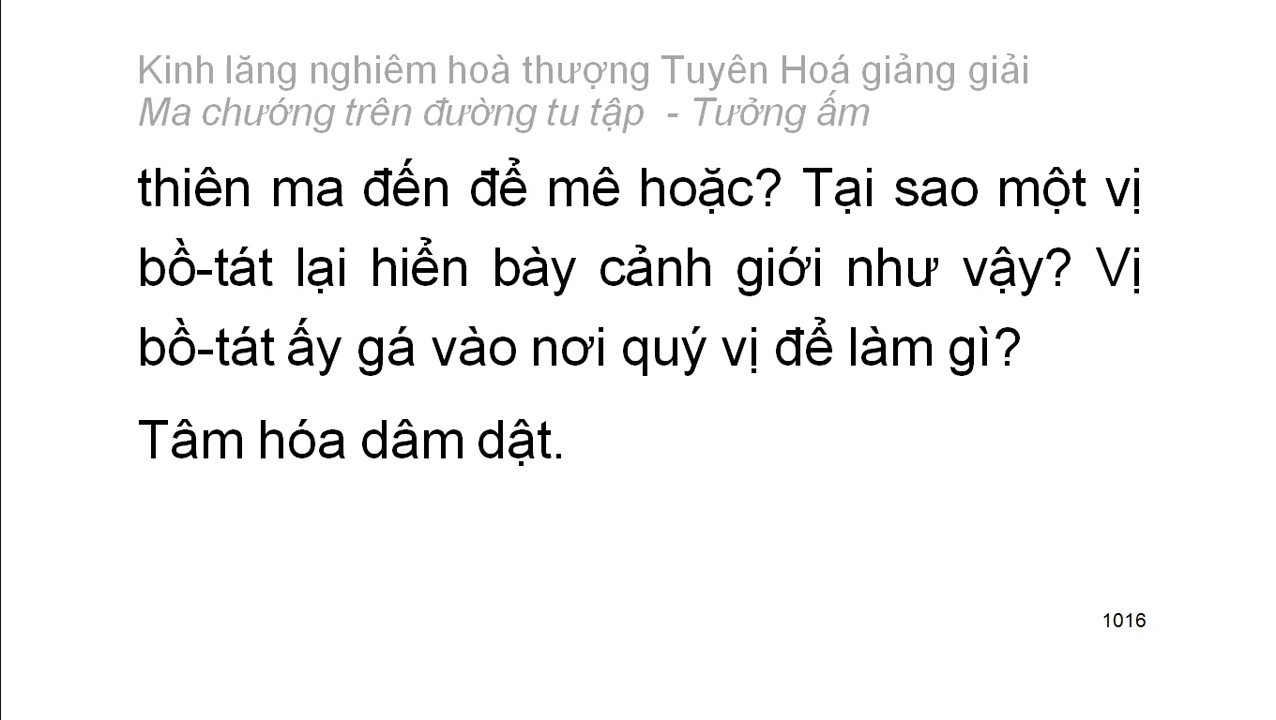 Kinh lăng nghiêm hoà thượng Tuyên Hoá giảng giải
Ma chướng trên đường tu tập - Tưởng ấm
thiên ma đến để mê hoặc? Tại sao một vị
bồ-tát lại hiển bày cảnh giới như vậy? Vị
bồ-tát ấy gá vào nơi quý vị để làm gì?
Tâm hóa dâm dật.
1016